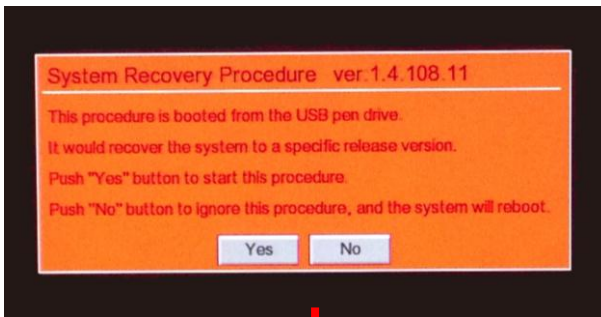 System Recovery Procedure ver.1.4.108.11
This procedure is booted from the USB pen drive.
It would recover the system to a specific release version.
Push "Yes" button to start this procedure.
Push "No" button to ignore this procedure, and the system will reboot.
Yes No